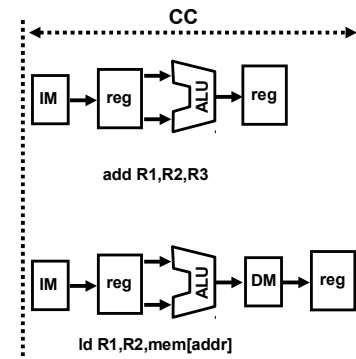 CC
IM
reg
ALU
reg
add R1,R2,R3
IM
reg
ALU
DM
reg
ld R1,R2,mem[addr]